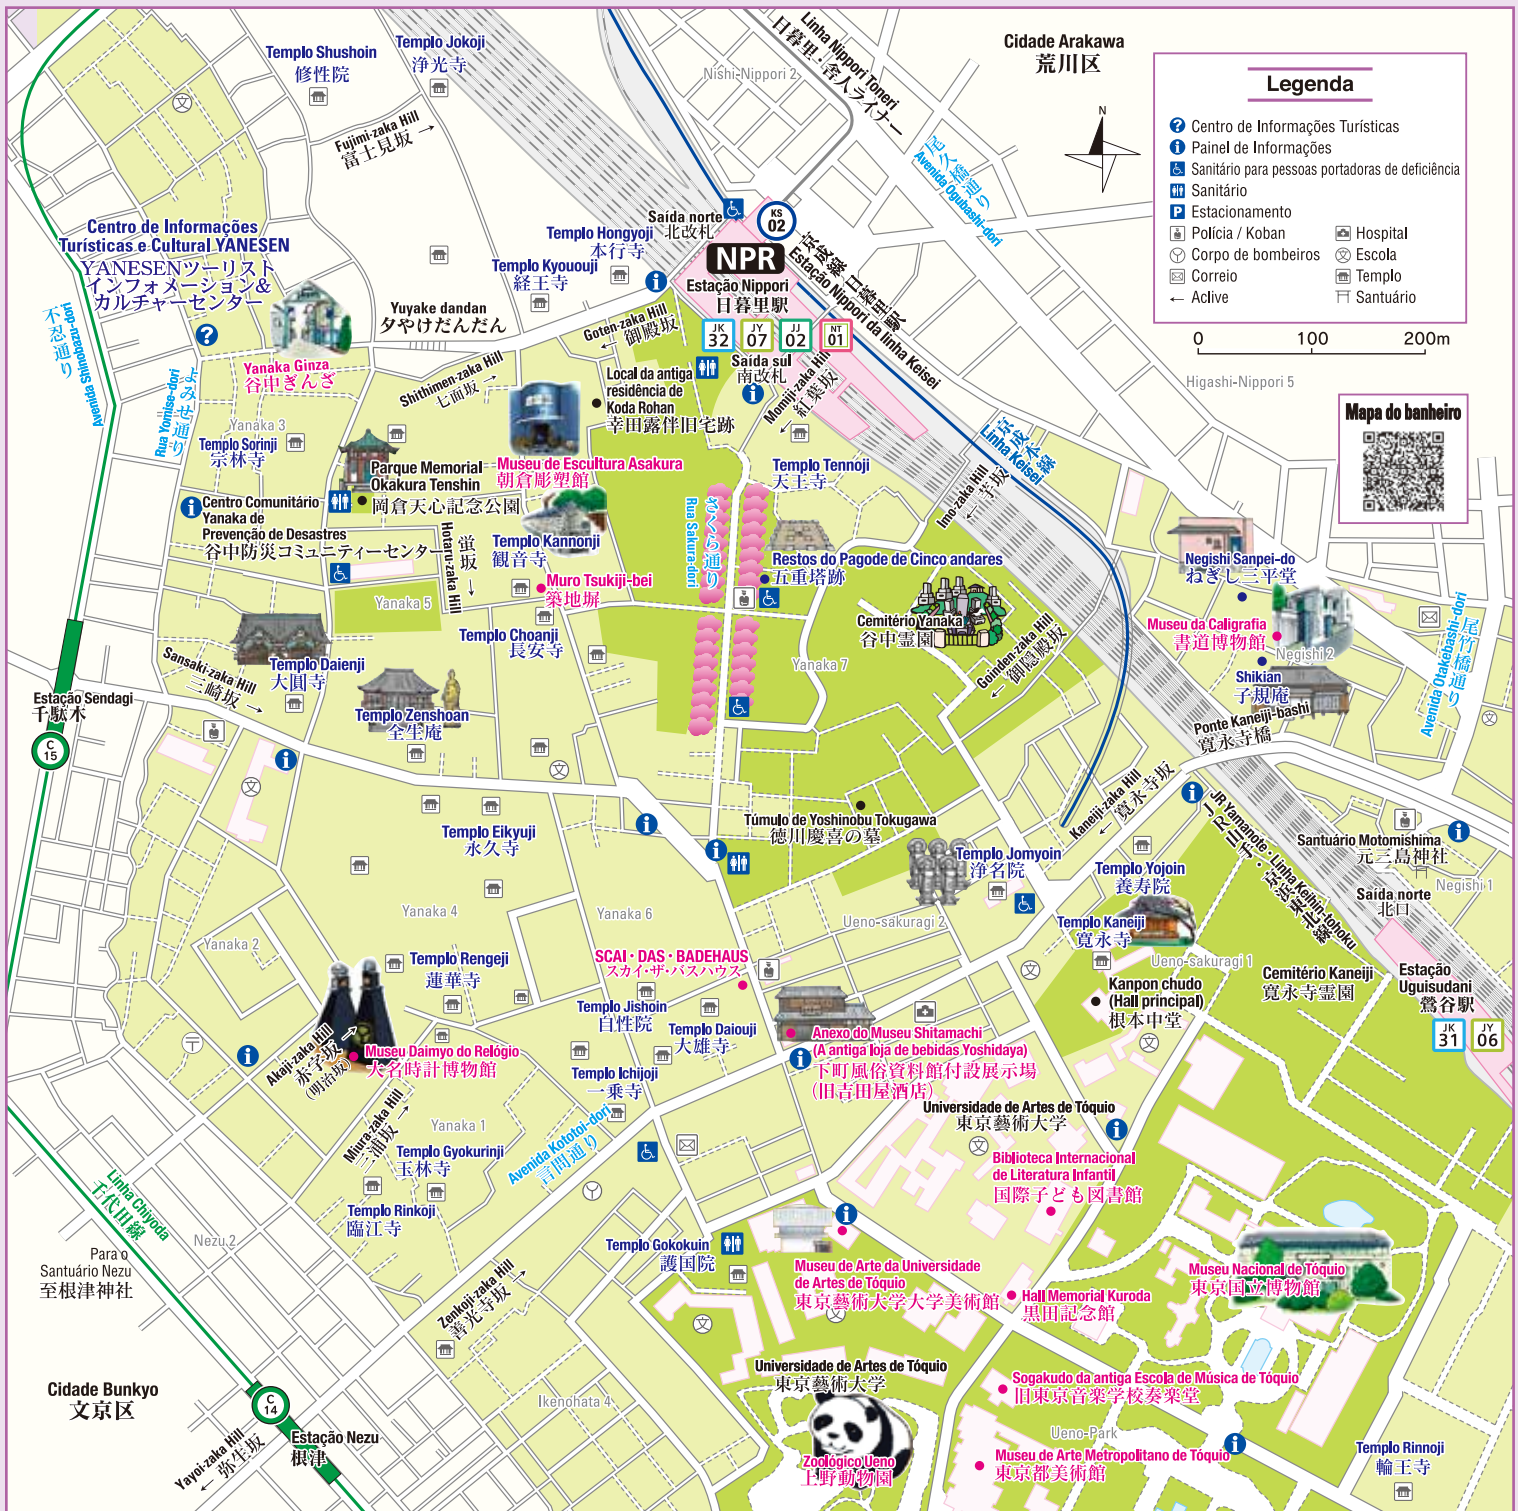 Templo Shushoin
修性院
Templo Jokoji
浄光寺
Fujimi-zaka Hill
富士見坂
Nishi-Nippori 2
Linha Nippori Toneri
日暮里・舎人ライナー
Cidade Arakawa
荒川区
尾久橋通り
Avenida Ogubashi-dori
Legenda
Centro de Informações Turísticas
Painel de Informações
Sanitário para pessoas portadoras de deficiência
Sanitário
Estacionamento
Polícia / Koban
Hospital
Corpo de bombeiros
Escola
Correio
Templo
Aclive
Santuário
0 100 200m
N
Higashi-Nippori 5
Mapa do banheiro
Centro de Informações
Turísticas e Cultural YANESEN
YANESENツーリスト
インフォメーション&
カルチャーセンター
不忍通り
Avenida Shinobazu-dori
Rua Yomise-dori
よみせ通り
Yanaka Ginza
谷中ぎんざ
Yuyake dandan
夕やけだんだん
Templo Hongyoji
本行寺
Templo Kyououji
経王寺
Saída norte
北改札
KS
02
NPR
Estação Nippori
日暮里駅
京成線 日暮里駅
Estação Nippori da linha Keisei
JK
32
JY
07
JJ
02
NT
01
Saída sul
南改札
Goten-zaka Hill
御殿坂
Momiji-zaka Hill
紅葉坂
Shithimen-zaka Hill
七面坂
Local da antiga
residência de
Koda Rohan
幸田露伴旧宅跡
京成本線
Linha Keisei
Yanaka 3
Templo Sorinji
宗林寺
Parque Memorial
Okakura Tenshin
岡倉天心記念公園
Museu de Escultura Asakura
朝倉彫塑館
Centro Comunitário
Yanaka de
Prevenção de Desastres
谷中防災コミュニティーセンター
Hotaru-zaka Hill
蛍坂
Templo Kannonji
観音寺
Muro Tsukiji-bei
築地塀
さくら通り
Rua Sakura-dori
Templo Tennoji
天王寺
Imo-zaka Hill
芋坂
Restos do Pagode de Cinco andares
五重塔跡
Cemitério Yanaka
谷中霊園
Goinden-zaka Hill
御隠殿坂
Negishi Sanpei-do
ねぎし三平堂
Museu da Caligrafia
書道博物館
Negishi 2
Shikian
子規庵
Avenida Otakebashi-dori
尾竹橋通り
Ponte Kaneiji-bashi
寛永寺橋
Yanaka 5
Templo Choanji
長安寺
Yanaka 7
Templo Daienji
大圓寺
Sansaki-zaka Hill
三崎坂
Templo Zenshoan
全生庵
Estação Sendagi
千駄木
C
15
Templo Eikyuji
永久寺
Túmulo de Yoshinobu Tokugawa
徳川慶喜の墓
Kaneiji-zaka Hill
寛永寺坂
JR Yamanote・Linha Keihin-tohoku
JR山手・京浜東北線
Santuário Motomishima
元三島神社
Negishi 1
Saída norte
北口
Templo Jomyoin
浄名院
Templo Yojoin
養寿院
Templo Kaneiji
寛永寺
Yanaka 4
Yanaka 6
Ueno-sakuragi 2
Ueno-sakuragi 1
Yanaka 2
SCAI・DAS・BADEHAUS
スカイ・ザ・バスハウス
Templo Rengeji
蓮華寺
Templo Jishoin
自性院
Templo Daiouji
大雄寺
Kanpon chudo
(Hall principal)
根本中堂
Cemitério Kaneiji
寛永寺霊園
Estação
Uguisudani
鶯谷駅
JK
31
JY
06
Akaji-zaka Hill
赤字坂
(明治坂)
Museu Daimyo do Relógio
大名時計博物館
Anexo do Museu Shitamachi
(A antiga loja de bebidas Yoshidaya)
下町風俗資料館付設展示場
(旧吉田屋酒店)
Templo Ichijoji
一乗寺
Miura-zaka Hill
三浦坂
Yanaka 1
Templo Gyokurinji
玉林寺
Avenida Kototoi-dori
言問通り
Universidade de Artes de Tóquio
東京藝術大学
Biblioteca Internacional
de Literatura Infantil
国際子ども図書館
Templo Rinkoji
臨江寺
Linha Chiyoda
千代田線
Nezu 2
Para o
Santuário Nezu
至根津神社
Templo Gokokuin
護国院
Museu de Arte da Universidade
de Artes de Tóquio
東京藝術大学大学美術館
Hall Memorial Kuroda
黒田記念館
Museu Nacional de Tóquio
東京国立博物館
Zenkoji-zaka Hill
善光寺坂
Universidade de Artes de Tóquio
東京藝術大学
Sogakudo da antiga Escola de Música de Tóquio
旧東京音楽学校奏楽堂
Ikenohata 4
Ueno-Park
Cidade Bunkyo
文京区
C
14
Estação Nezu
根津
Yayoi-zaka Hill
弥生坂
Zoológico Ueno
上野動物園
Museu de Arte Metropolitano de Tóquio
東京都美術館
Templo Rinnoji
輪王寺